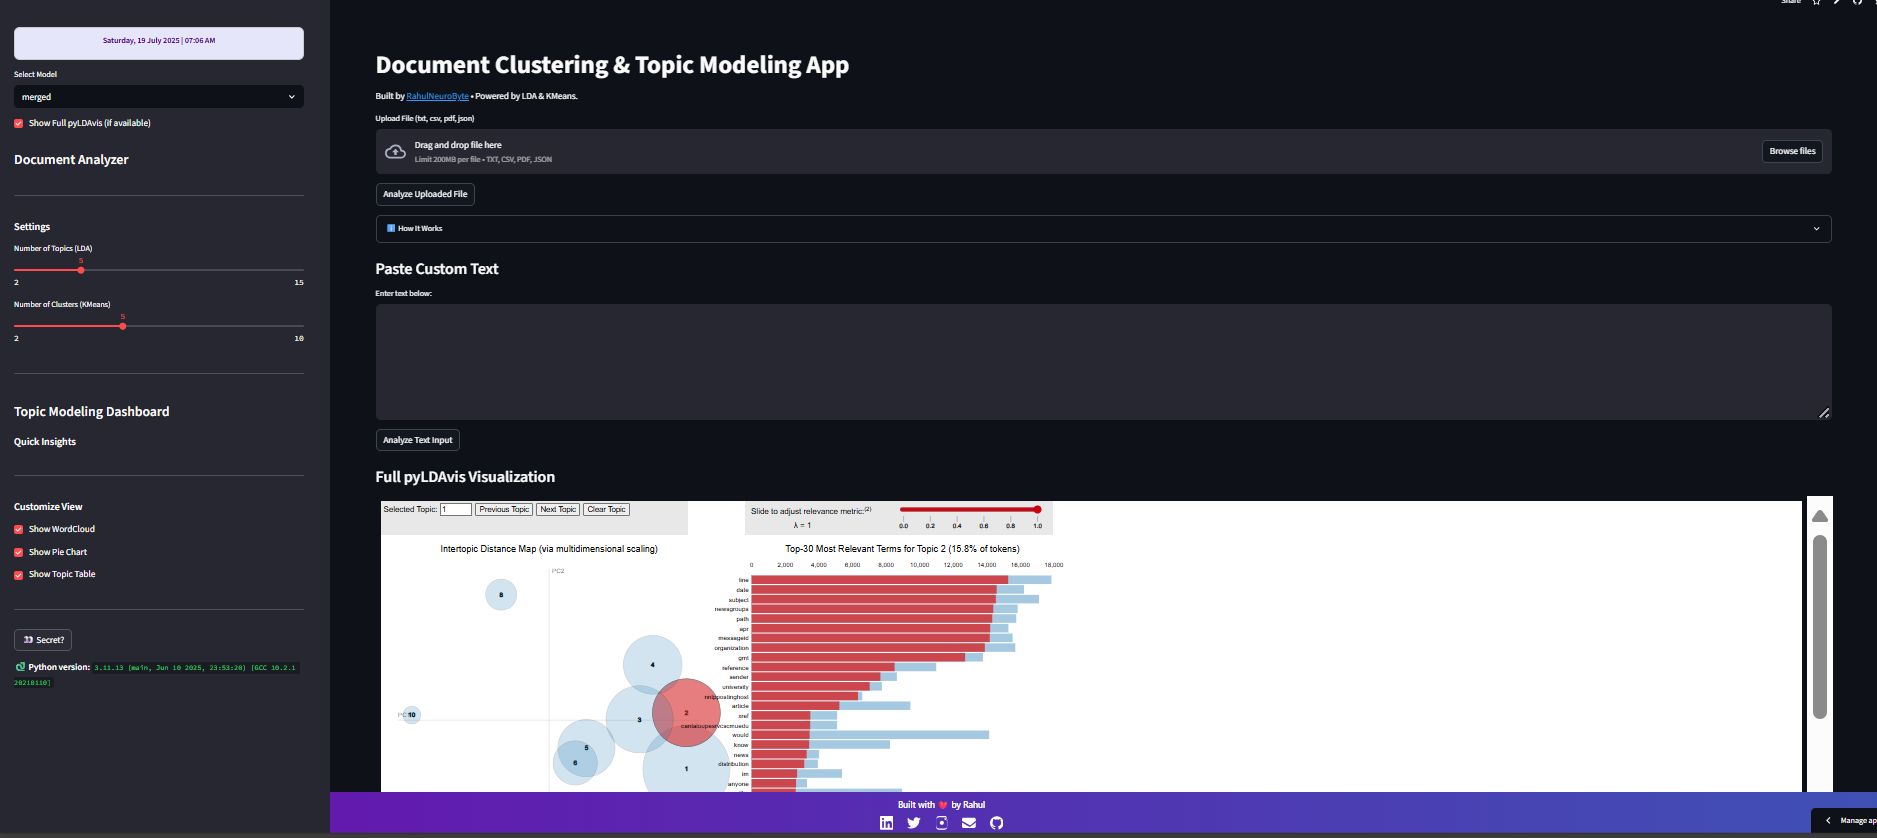 Share
Saturday, 19 July 2025 | 07:06 AM
Select Model
merged
Show Full pyLDAvis (if available)
Document Analyzer
Settings
Number of Topics (LDA)
5
2 15
Number of Clusters (KMeans)
5
2 10
Topic Modeling Dashboard
Quick Insights
Customize View
Show WordCloud
Show Pie Chart
Show Topic Table
Secret?
Python version: 3.11.13 (main, Jun 10 2025, 23:53:20) [GCC 10.2.1
20210110]
Document Clustering & Topic Modeling App
Built by RahulNeuroByte • Powered by LDA & KMeans.
Upload File (txt, csv, pdf, json)
Drag and drop file here
Limit 200MB per file • TXT, CSV, PDF, JSON
Browse files
Analyze Uploaded File
How It Works
Paste Custom Text
Enter text below:
Analyze Text Input
Full pyLDAvis Visualization
Selected Topic: 1 Previous Topic Next Topic Clear Topic
Slide to adjust relevance metric:(2)
λ = 1
0.0 0.2 0.4 0.6 0.8 1.0
Intertopic Distance Map (via multidimensional scaling)
PC2
8
4
2
3
PC 10
5
6
1
Top-30 Most Relevant Terms for Topic 2 (15.8% of tokens)
0 2,000 4,000 6,000 8,000 10,000 12,000 14,000 16,000 18,000
line
date
subject
newsgroups
path
apr
messageid
organization
gmt
reference
sender
university
nntppostinghost
article
xref
cantaloupesrvcscmuedu
would
know
news
distribution
im
anyone
Built with by Rahul
Manage ap